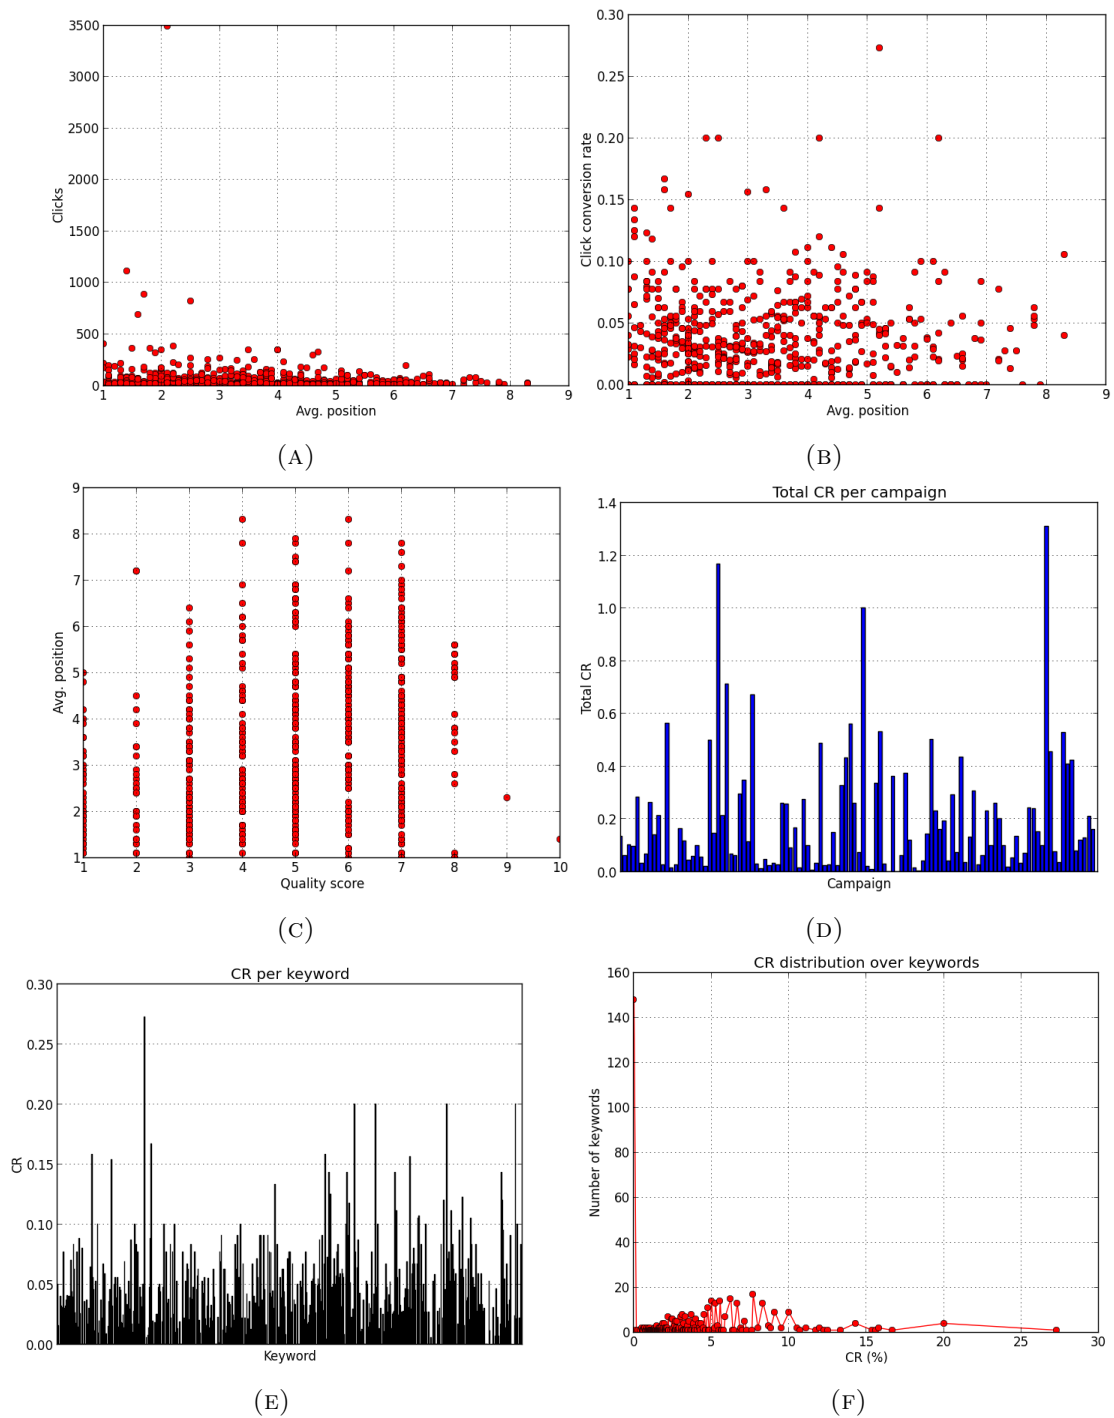 3500
3000
2500
2000
1500
1000
500
0
Clicks
1 2 3 4 5 6 7 8 9
Avg. position
(A)
0.30
0.25
0.20
0.15
0.10
0.05
0.00
Click conversion rate
1 2 3 4 5 6 7 8 9
Avg. position
(B)
9
8
7
6
5
4
3
2
1
Avg. position
1 2 3 4 5 6 7 8 9 10
Quality score
(C)
Total CR per campaign
1.4
1.2
1.0
0.8
0.6
0.4
0.2
0.0
Total CR
Campaign
(D)
CR per keyword
0.30
0.25
0.20
0.15
0.10
0.05
0.00
CR
Keyword
(E)
CR distribution over keywords
160
140
120
100
80
60
40
20
0
Number of keywords
0 5 10 15 20 25 30
CR (%)
(F)